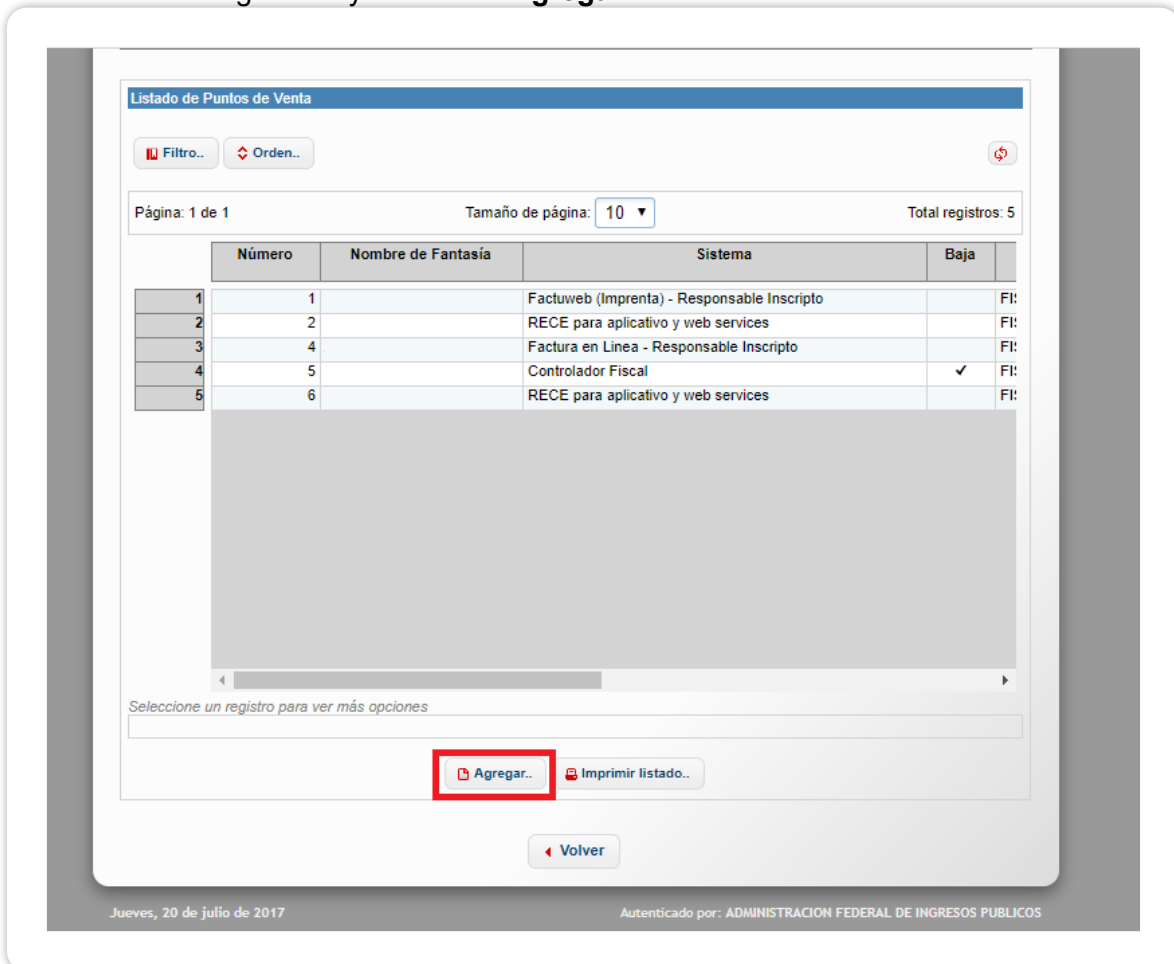 Listado de Puntos de Venta
Filtro.. Orden..
Página: 1 de 1 Tamaño de página: 10 Total registros: 5
Número Nombre de Fantasía Sistema Baja
1 1 Factuweb (Imprenta) - Responsable Inscripto
2 2 RECE para aplicativo y web services
3 4 Factura en Linea - Responsable Inscripto
4 5 Controlador Fiscal ✓
5 6 RECE para aplicativo y web services
Seleccione un registro para ver más opciones
Agregar.. Imprimir listado..
Volver
Jueves, 20 de julio de 2017 Autenticado por: ADMINISTRACION FEDERAL DE INGRESOS PUBLICOS